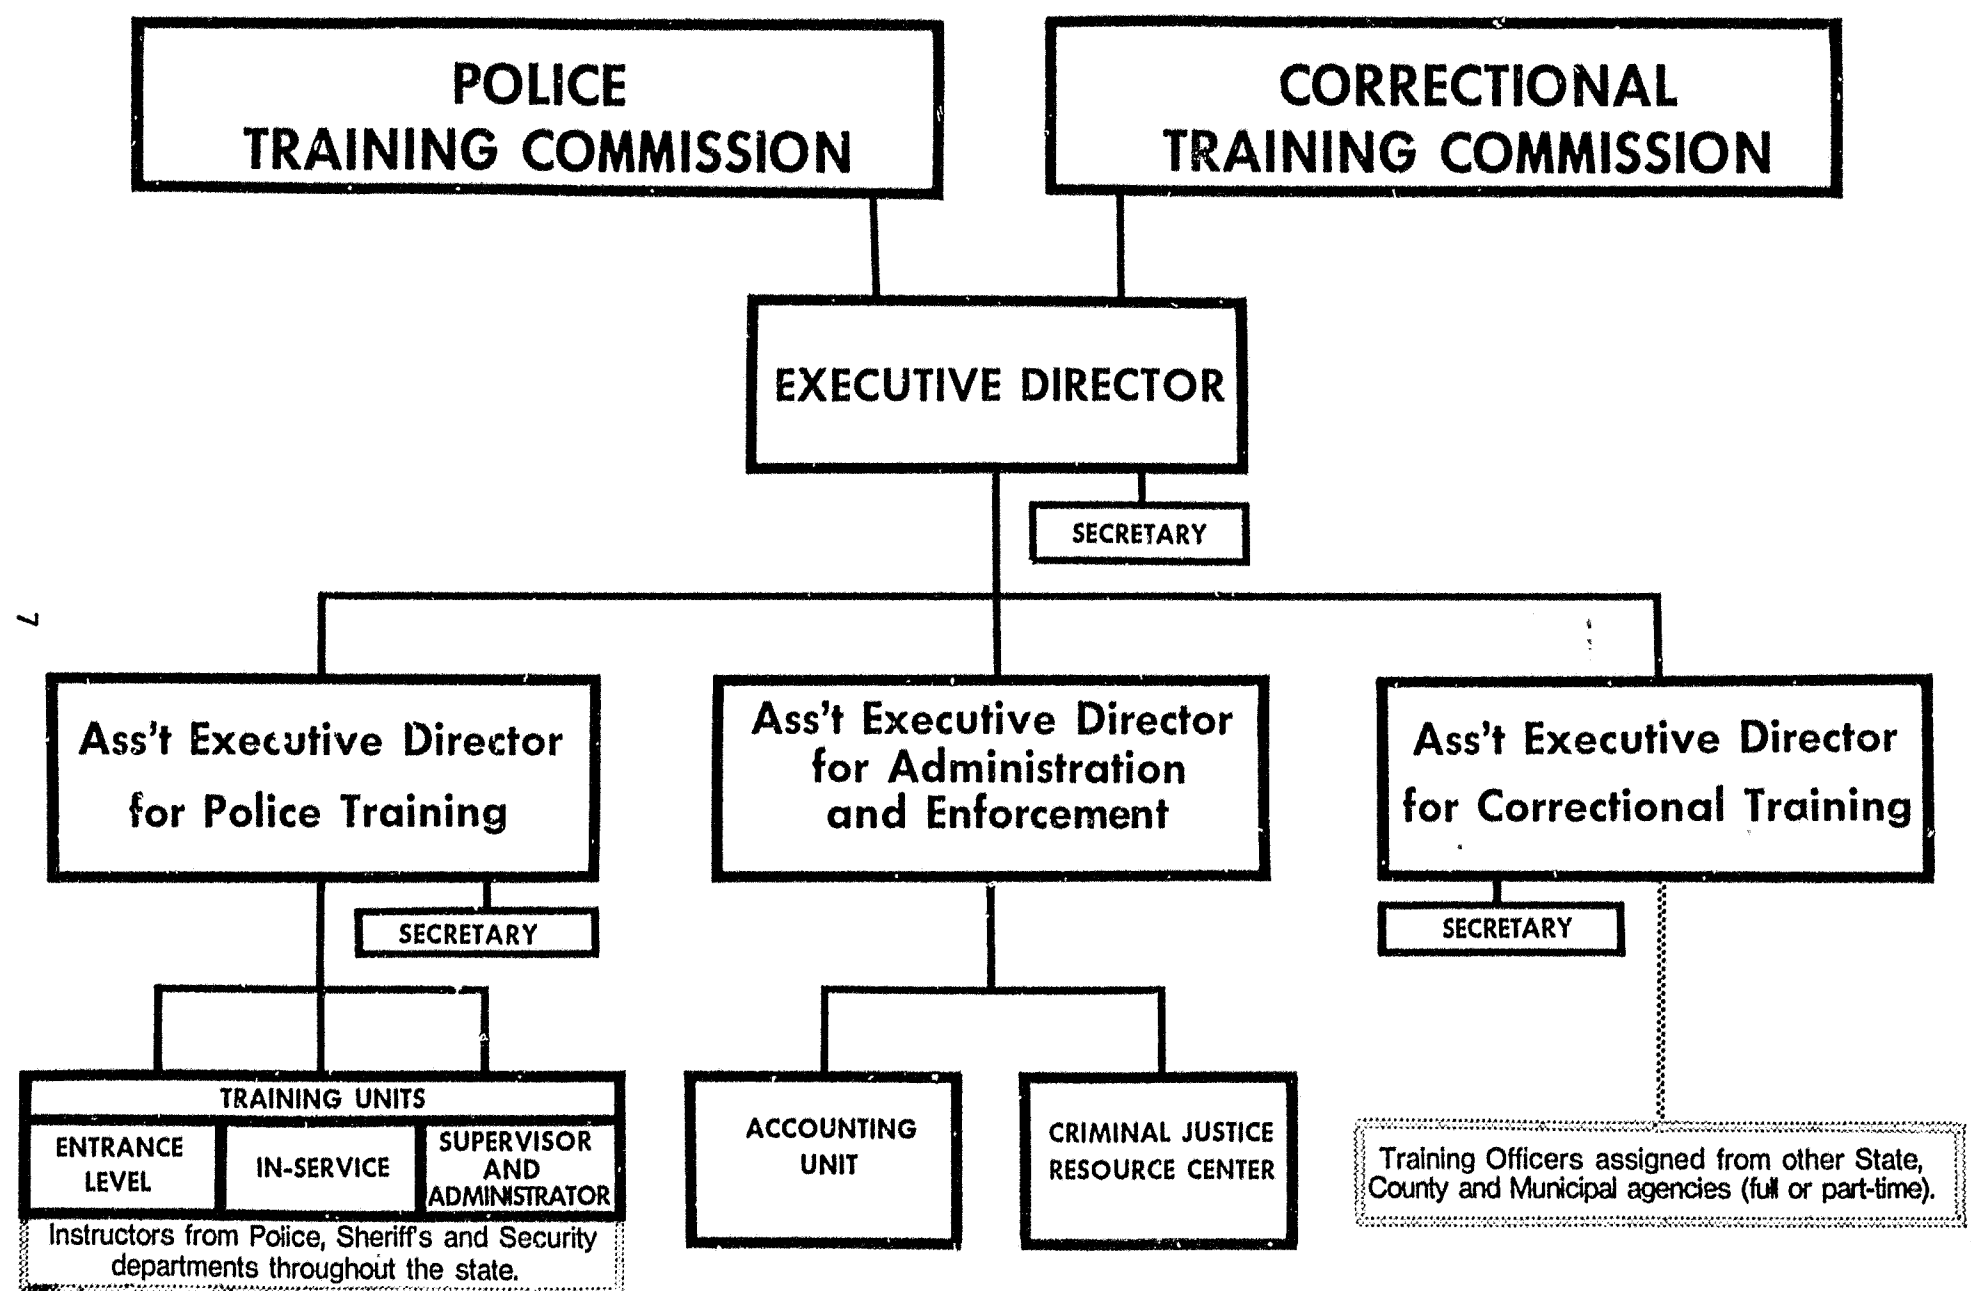 POLICE
TRAINING COMMISSION
CORRECTIONAL
TRAINING COMMISSION
EXECUTIVE DIRECTOR
SECRETARY
7
Ass't Executive Director
for Police Training
Ass't Executive Director
for Administration
and Enforcement
Ass't Executive Director
for Correctional Training
SECRETARY
SECRETARY
TRAINING UNITS
ENTRANCE
LEVEL
IN-SERVICE
SUPERVISOR
AND
ADMINISTRATOR
Instructors from Police, Sheriff's and Security
departments throughout the state.
ACCOUNTING
UNIT
CRIMINAL JUSTICE
RESOURCE CENTER
Training Officers assigned from other State,
County and Municipal agencies (full or part-time).